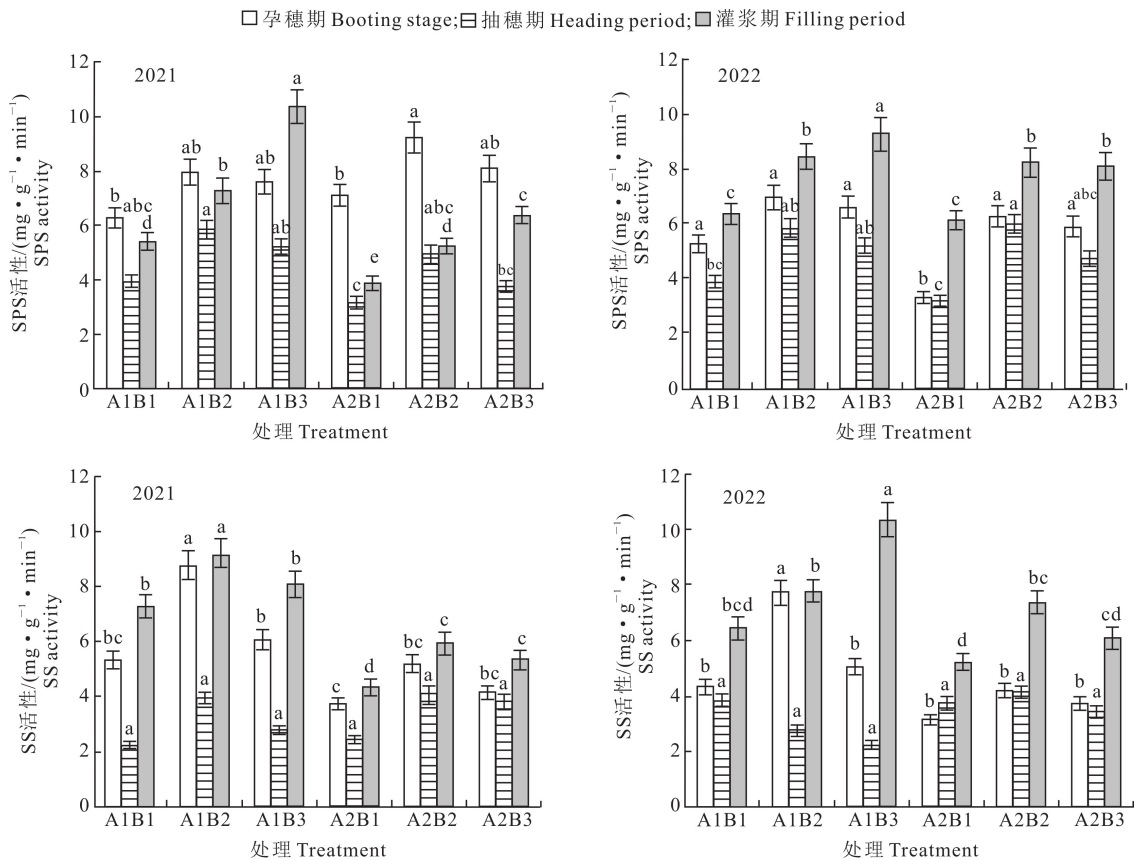 孕穗期 Booting stage; 抽穗期 Heading period; 灌浆期 Filling period
2021
SPS活性/(mg·g⁻¹·min⁻¹)
SPS activity
12
10
8
6
4
2
0
b abc d
ab a b
ab ab a
b c e
a abc d
ab bc c
A1B1 A1B2 A1B3 A2B1 A2B2 A2B3
处理 Treatment
2022
SPS活性/(mg·g⁻¹·min⁻¹)
SPS activity
12
10
8
6
4
2
0
a bc c
a ab b
a ab a
b c c
a a b
a abc b
A1B1 A1B2 A1B3 A2B1 A2B2 A2B3
处理 Treatment
2021
SS活性/(mg·g⁻¹·min⁻¹)
SS activity
12
10
8
6
4
2
0
bc a b
a a a
b a b
c a d
bc a c
bc a c
A1B1 A1B2 A1B3 A2B1 A2B2 A2B3
处理 Treatment
2022
SS活性/(mg·g⁻¹·min⁻¹)
SS activity
12
10
8
6
4
2
0
b a bcd
a a b
b a a
b a d
b a bc
b a cd
A1B1 A1B2 A1B3 A2B1 A2B2 A2B3
处理 Treatment